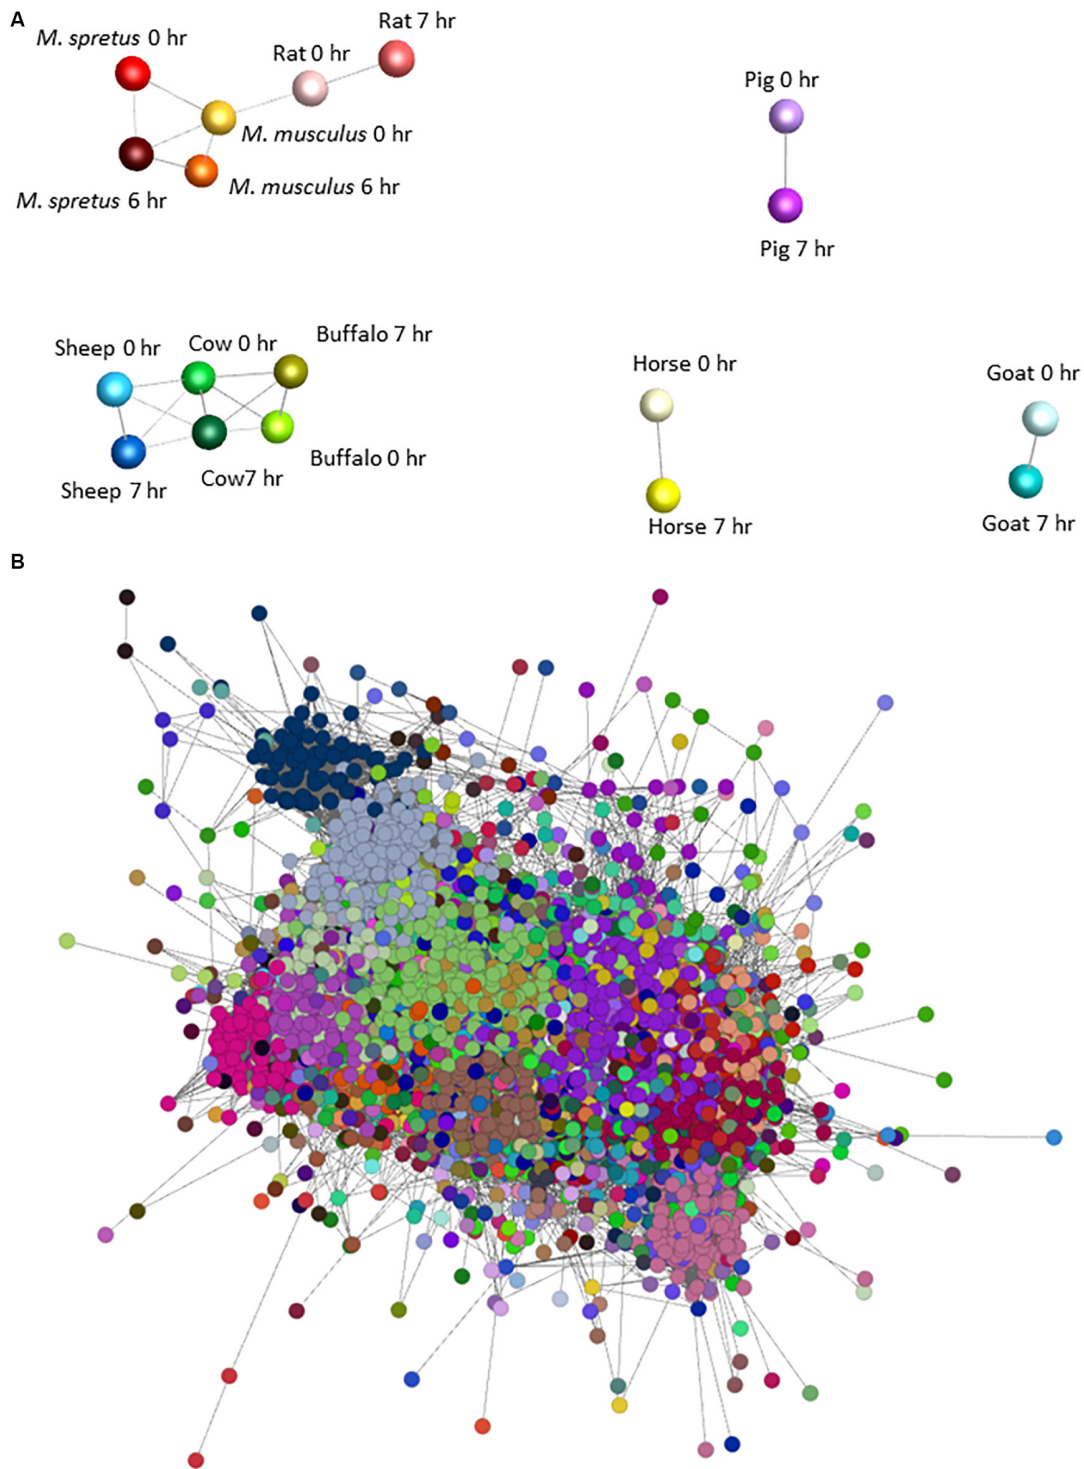 A
M. spretus 0 hr
Rat 0 hr
Rat 7 hr
M. musculus 0 hr
M. musculus 6 hr
M. spretus 6 hr
Pig 0 hr
Pig 7 hr
Sheep 0 hr
Cow 0 hr
Buffalo 7 hr
Buffalo 0 hr
Cow7 hr
Sheep 7 hr
Horse 0 hr
Horse 7 hr
Goat 0 hr
Goat 7 hr
B